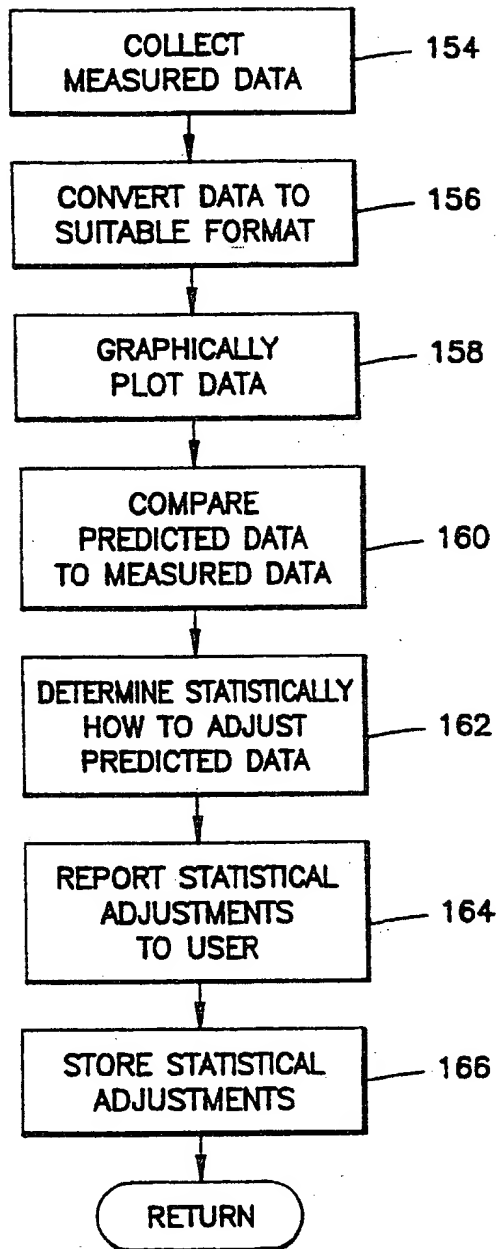 COLLECT
MEASURED DATA
154
CONVERT DATA TO
SUITABLE FORMAT
156
GRAPHICALLY
PLOT DATA
158
COMPARE
PREDICTED DATA
TO MEASURED DATA
160
DETERMINE STATISTICALLY
HOW TO ADJUST
PREDICTED DATA
162
REPORT STATISTICAL
ADJUSTMENTS
TO USER
164
STORE STATISTICAL
ADJUSTMENTS
166
RETURN